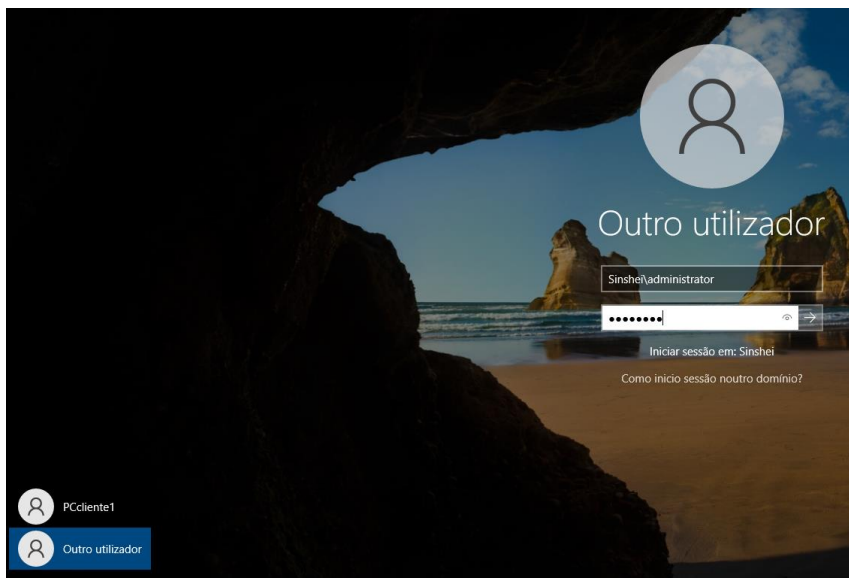 Outro utilizador
Sinshei\administrator
Iniciar sessão em: Sinshei
Como inicio sessão noutro domínio?
PCcliente1
Outro utilizador